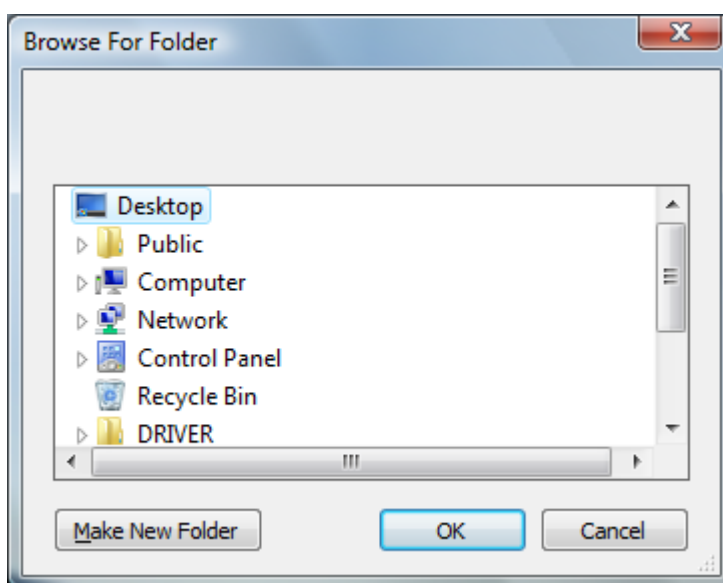 Browse For Folder
Desktop
Public
Computer
Network
Control Panel
Recycle Bin
DRIVER
Make New Folder
OK
Cancel